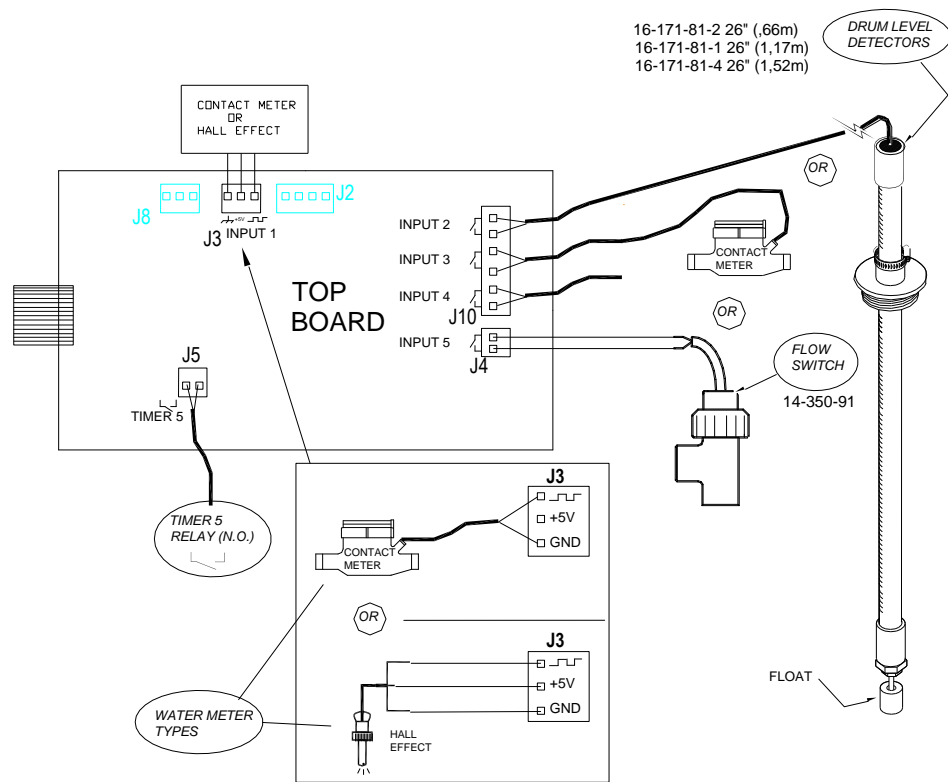 16-171-81-2 26" (,66m)
16-171-81-1 26" (1,17m)
16-171-81-4 26" (1,52m)
DRUM LEVEL
DETECTORS
CONTACT METER
OR
HALL EFFECT
J8
J2
+5V
J3
INPUT 1
INPUT 2
INPUT 3
INPUT 4
J10
INPUT 5
J4
TOP
BOARD
OR
CONTACT
METER
OR
FLOW
SWITCH
14-350-91
J5
TIMER 5
TIMER 5
RELAY (N.O.)
J3
+5V
GND
CONTACT
METER
OR
J3
+5V
GND
WATER METER
TYPES
HALL
EFFECT
FLOAT